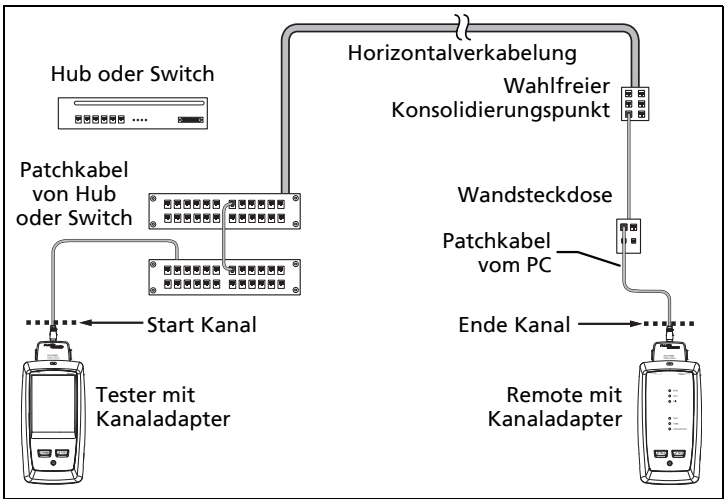 Horizontalverkabelung
Hub oder Switch
Wahlfreier
Konsolidierungspunkt
Patchkabel
von Hub
oder Switch
Wandsteckdose
Patchkabel
vom PC
Start Kanal
Ende Kanal
Tester mit
Kanaladapter
Remote mit
Kanaladapter